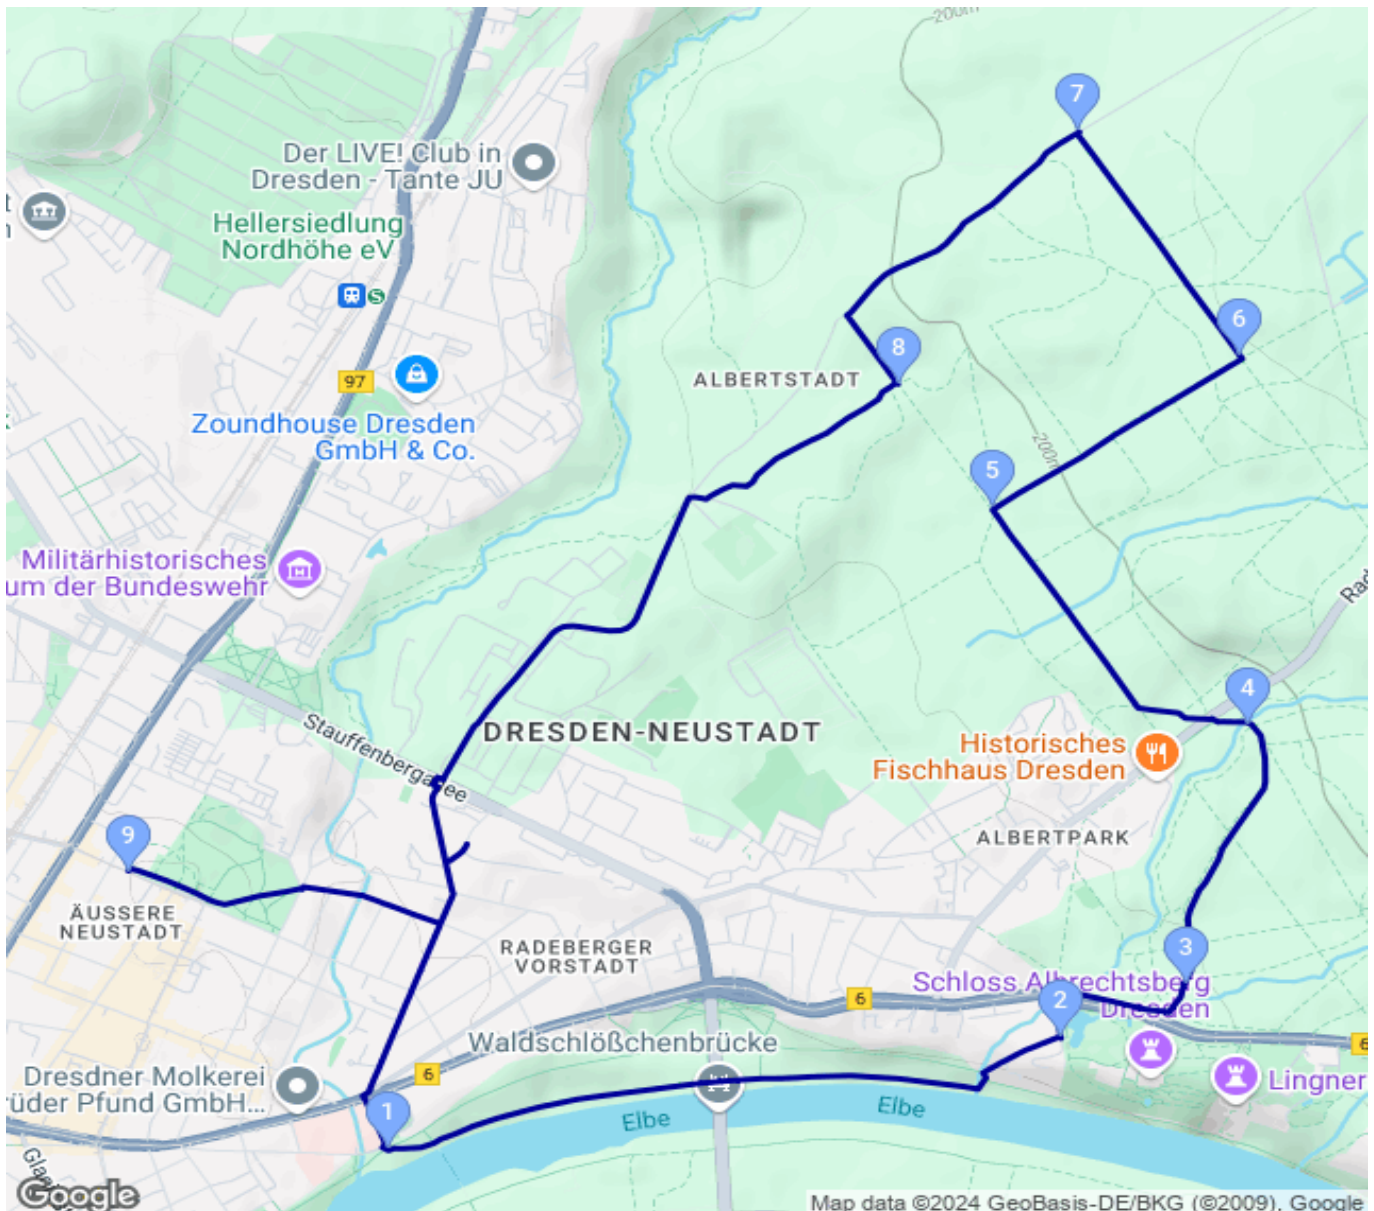 200m
7
Der LIVE! Club in
Dresden - Tante JU
Hellersiedlung
Nordhöhe eV
S
6
8
ALBERTSTADT
97
Zoundhouse Dresden
GmbH & Co.
200m
5
Militärhistorisches
um der Bundeswehr
Rad
4
Stauffenbergallee
DRESDEN-NEUSTADT
Historisches
Fischhaus Dresden
9
ALBERTPARK
ÄUSSERE
NEUSTADT
RADEBERGER
VORSTADT
3
Schloss Albrechtsberg
Dresden
2
6
Waldschlößchenbrücke
6
6
Dresdner Molkerei
rüder Pfund GmbH...
1
Lingner
Elbe
Elbe
Google
Map data ©2024 GeoBasis-DE/BKG (©2009), Google